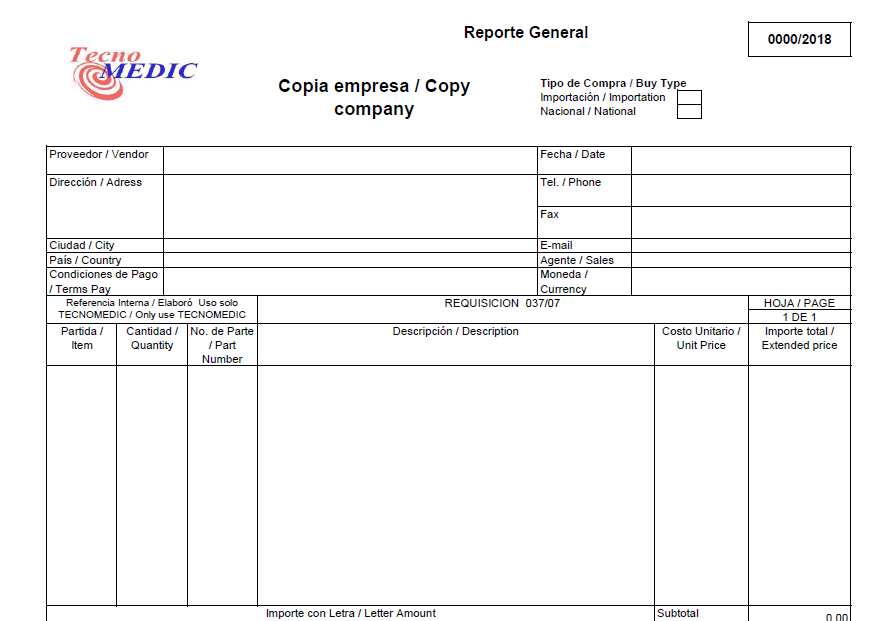 Reporte General
0000/2018
Tecno
MEDIC
Copia empresa / Copy
company
Tipo de Compra / Buy Type
Importación / Importation
Nacional / National
Proveedor / Vendor
Fecha / Date
Dirección / Adress
Tel. / Phone
Fax
Ciudad / City
E-mail
País / Country
Agente / Sales
Condiciones de Pago
/ Terms Pay
Moneda /
Currency
Referencia Interna / Elaboró Uso solo
TECNOMEDIC / Only use TECNOMEDIC
REQUISICION 037/07
HOJA / PAGE
1 DE 1
Partida /
Item
Cantidad /
Quantity
No. de Parte
/ Part
Number
Descripción / Description
Costo Unitario /
Unit Price
Importe total /
Extended price
Importe con Letra / Letter Amount
Subtotal
0.00